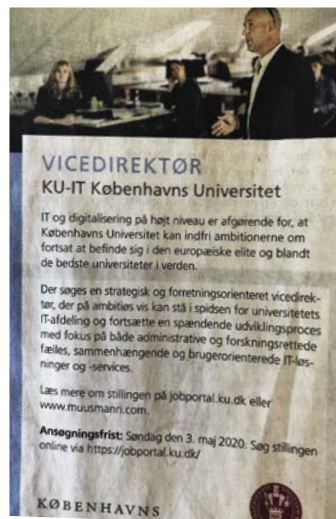 VICEDIREKTØR
KU-IT Københavns Universitet
IT og digitalisering på højt niveau er afgørende for, at
Københavns Universitet kan indfri ambitionerne om
fortsat at befinde sig i den europæiske elite og blandt
de bedste universiteter i verden.
Der søges en strategisk og forretningsorienteret vicedirek-
tør, der på ambitiøs vis kan stå i spidsen for universitetets
IT-afdeling og fortsætte en spændende udviklingsproces
med fokus på både administrative og forskningsrettede
fælles, sammenhængende og brugerorienterede IT-løs-
ninger og -services.
Læs mere om stillingen på jobportal.ku.dk eller
www.muusmann.com.
Ansøgningsfrist: Søndag den 3. maj 2020. Søg stillingen
online via https://jobportal.ku.dk/
KØBENHAVNS